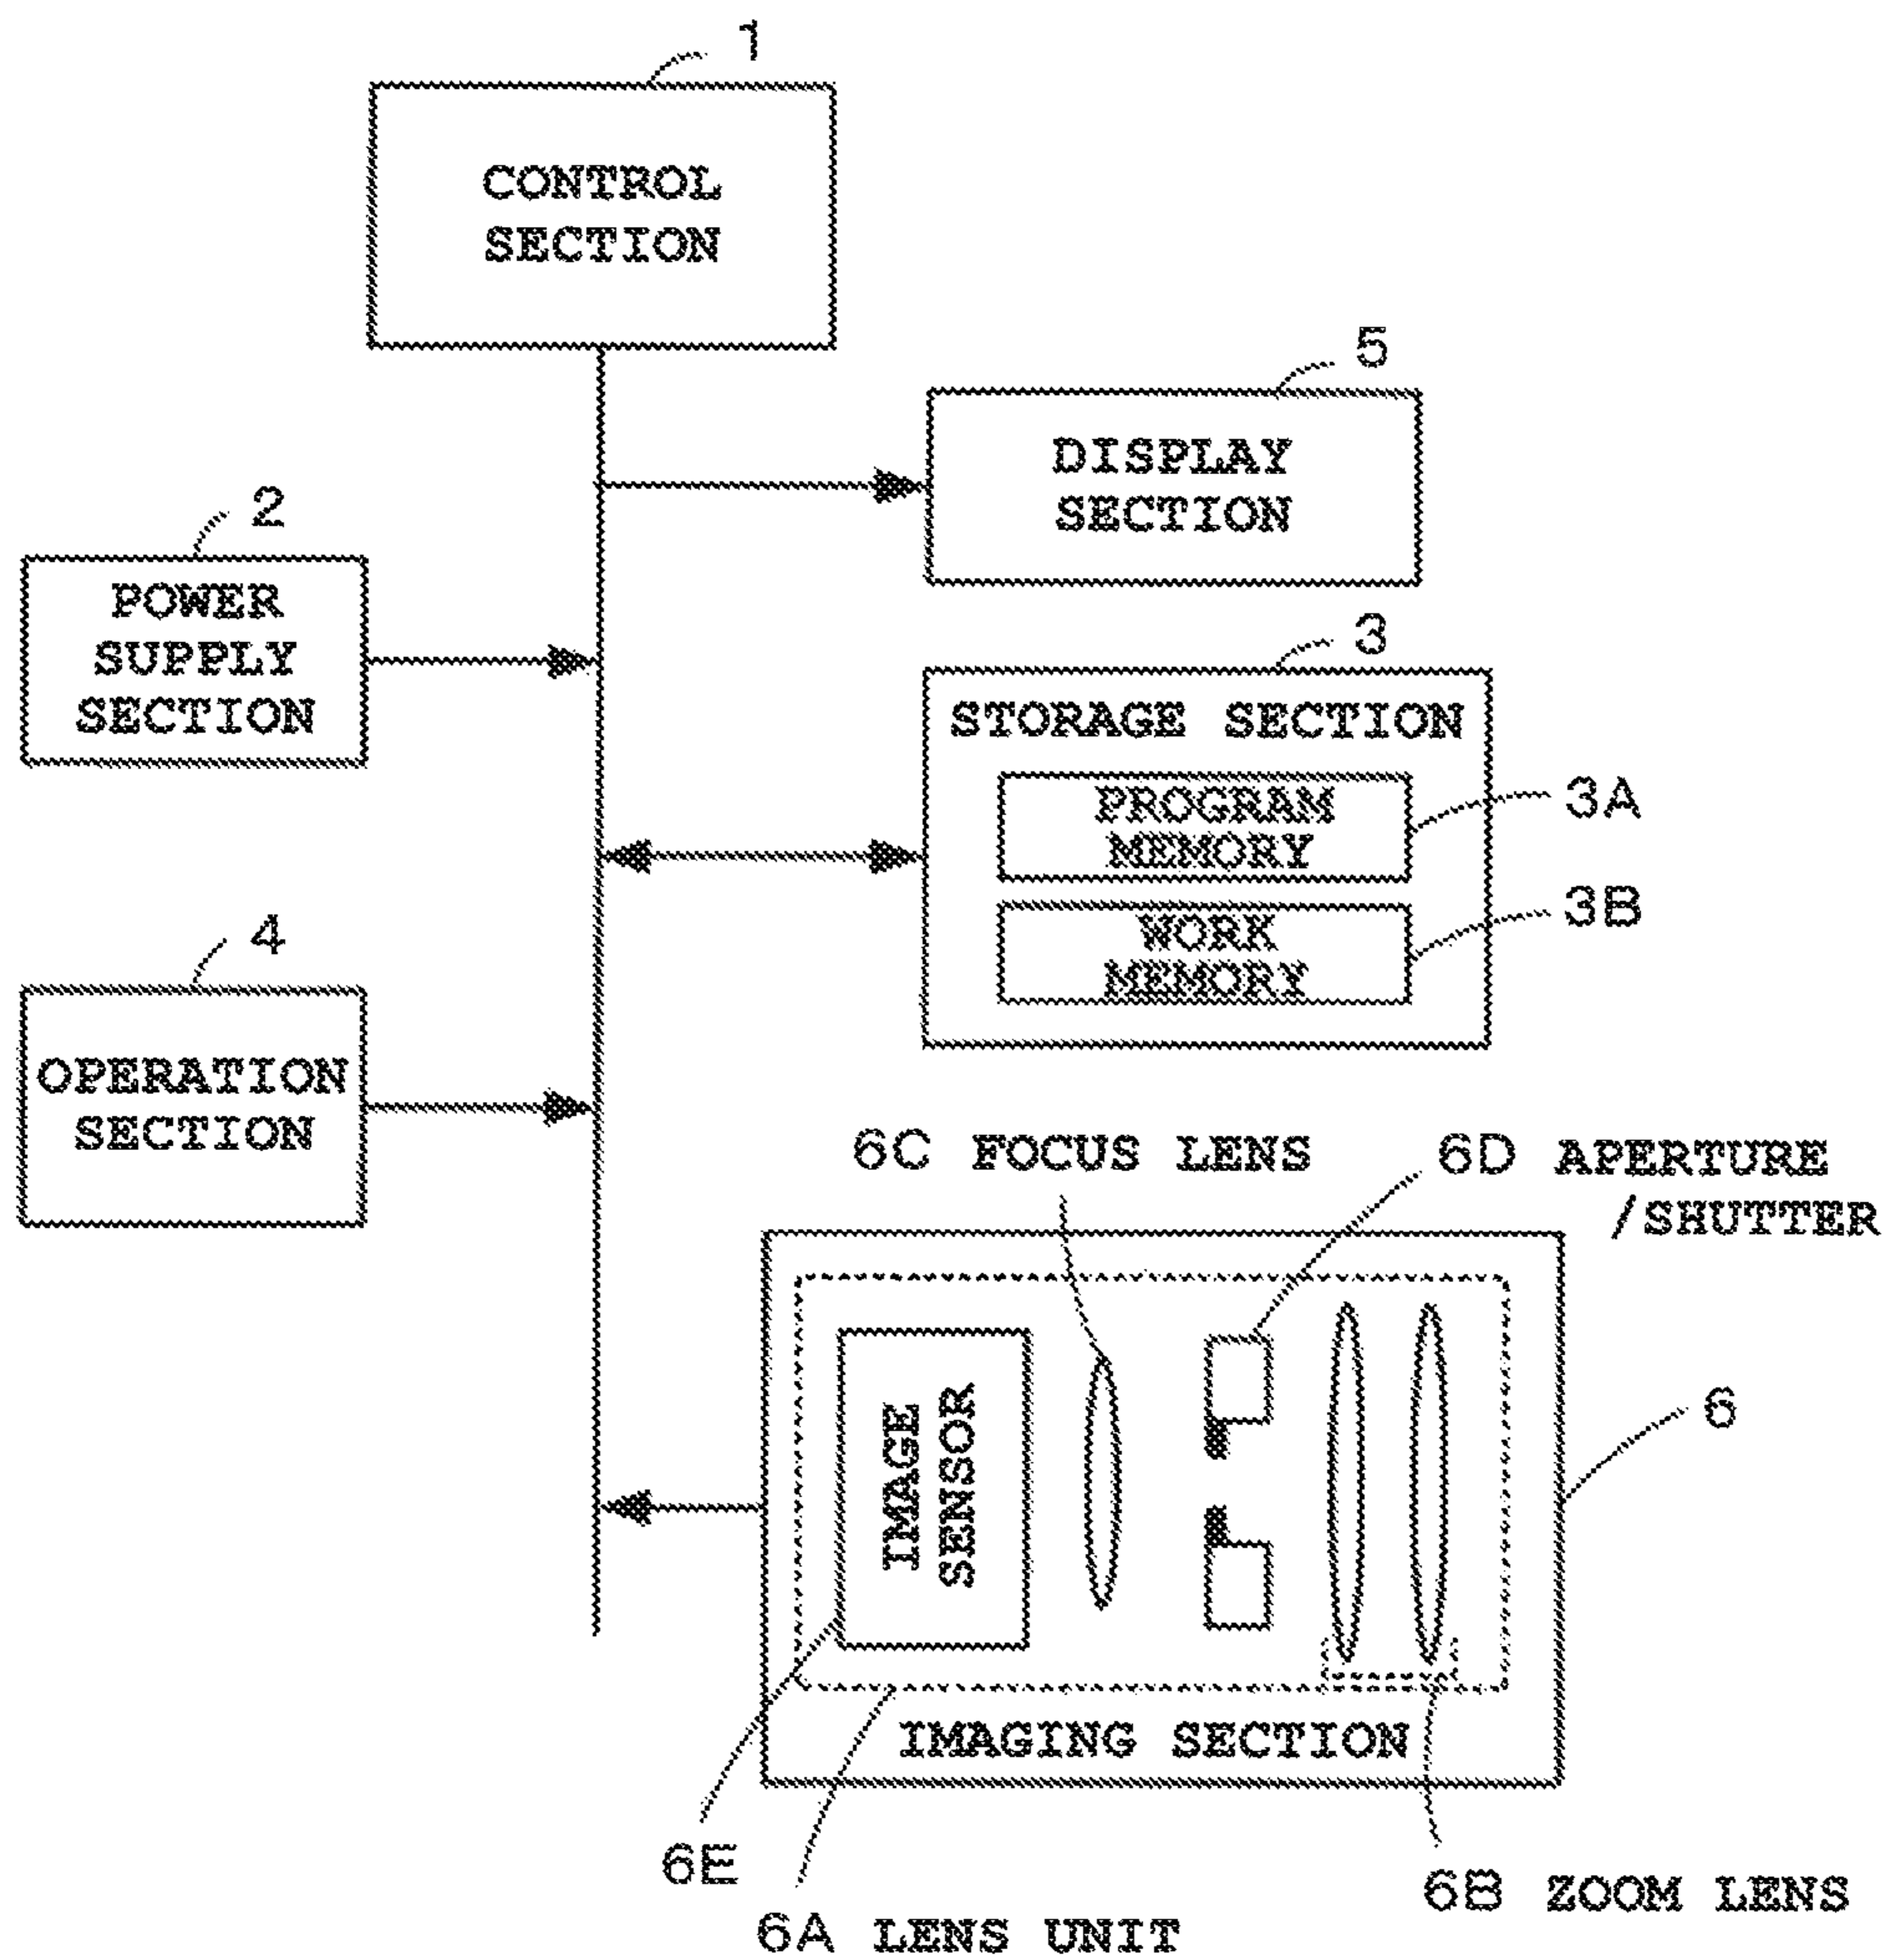 1
CONTROL
SECTION
5
DISPLAY
SECTION
2
POWER
SUPPLY
SECTION
3
STORAGE SECTION
PROGRAM
MEMORY
3A
WORK
MEMORY
3B
4
OPERATION
SECTION
6C FOCUS LENS
6D APERTURE
/SHUTTER
IMAGE
SENSOR
6
IMAGING SECTION
6E
6A LENS UNIT
6B ZOOM LENS